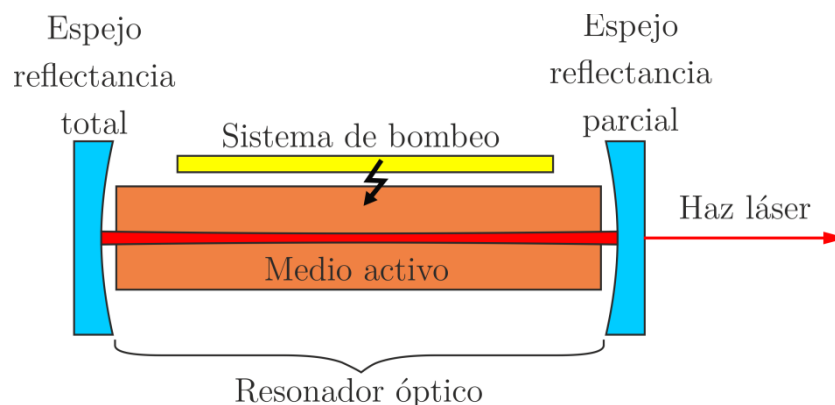 Espejo
reflectancia
total
Espejo
reflectancia
parcial
Sistema de bombeo
Haz láser
Medio activo
Resonador óptico